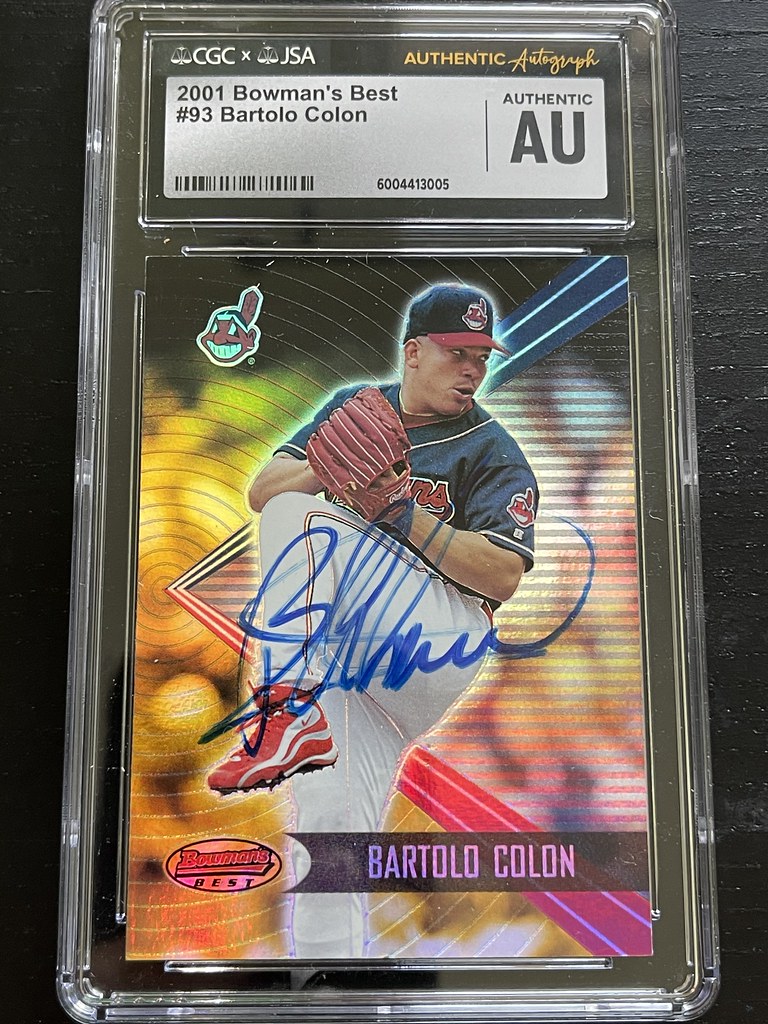 CGC x JSA
AUTHENTIC Autograph
2001 Bowman's Best
#93 Bartolo Colon
AUTHENTIC
AU
6004413005
Bowman's
BEST
BARTOLO COLON